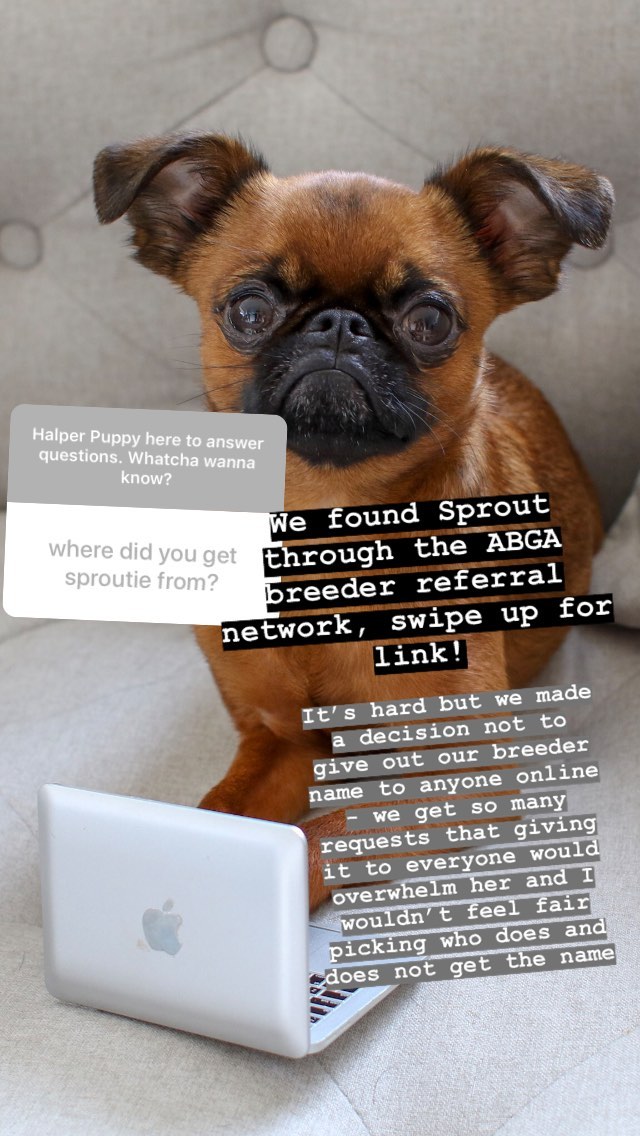 Halper Puppy here to answer
questions. Whatcha wanna
know?
where did you get
sproutie from?
We found Sprout
through the ABGA
breeder referral
network, swipe up for
link!
It's hard but we made
a decision not to
give out our breeder
name to anyone online
- we get so many
requests that giving
it to everyone would
overwhelm her and I
wouldn't feel fair
picking who does and
does not get the name